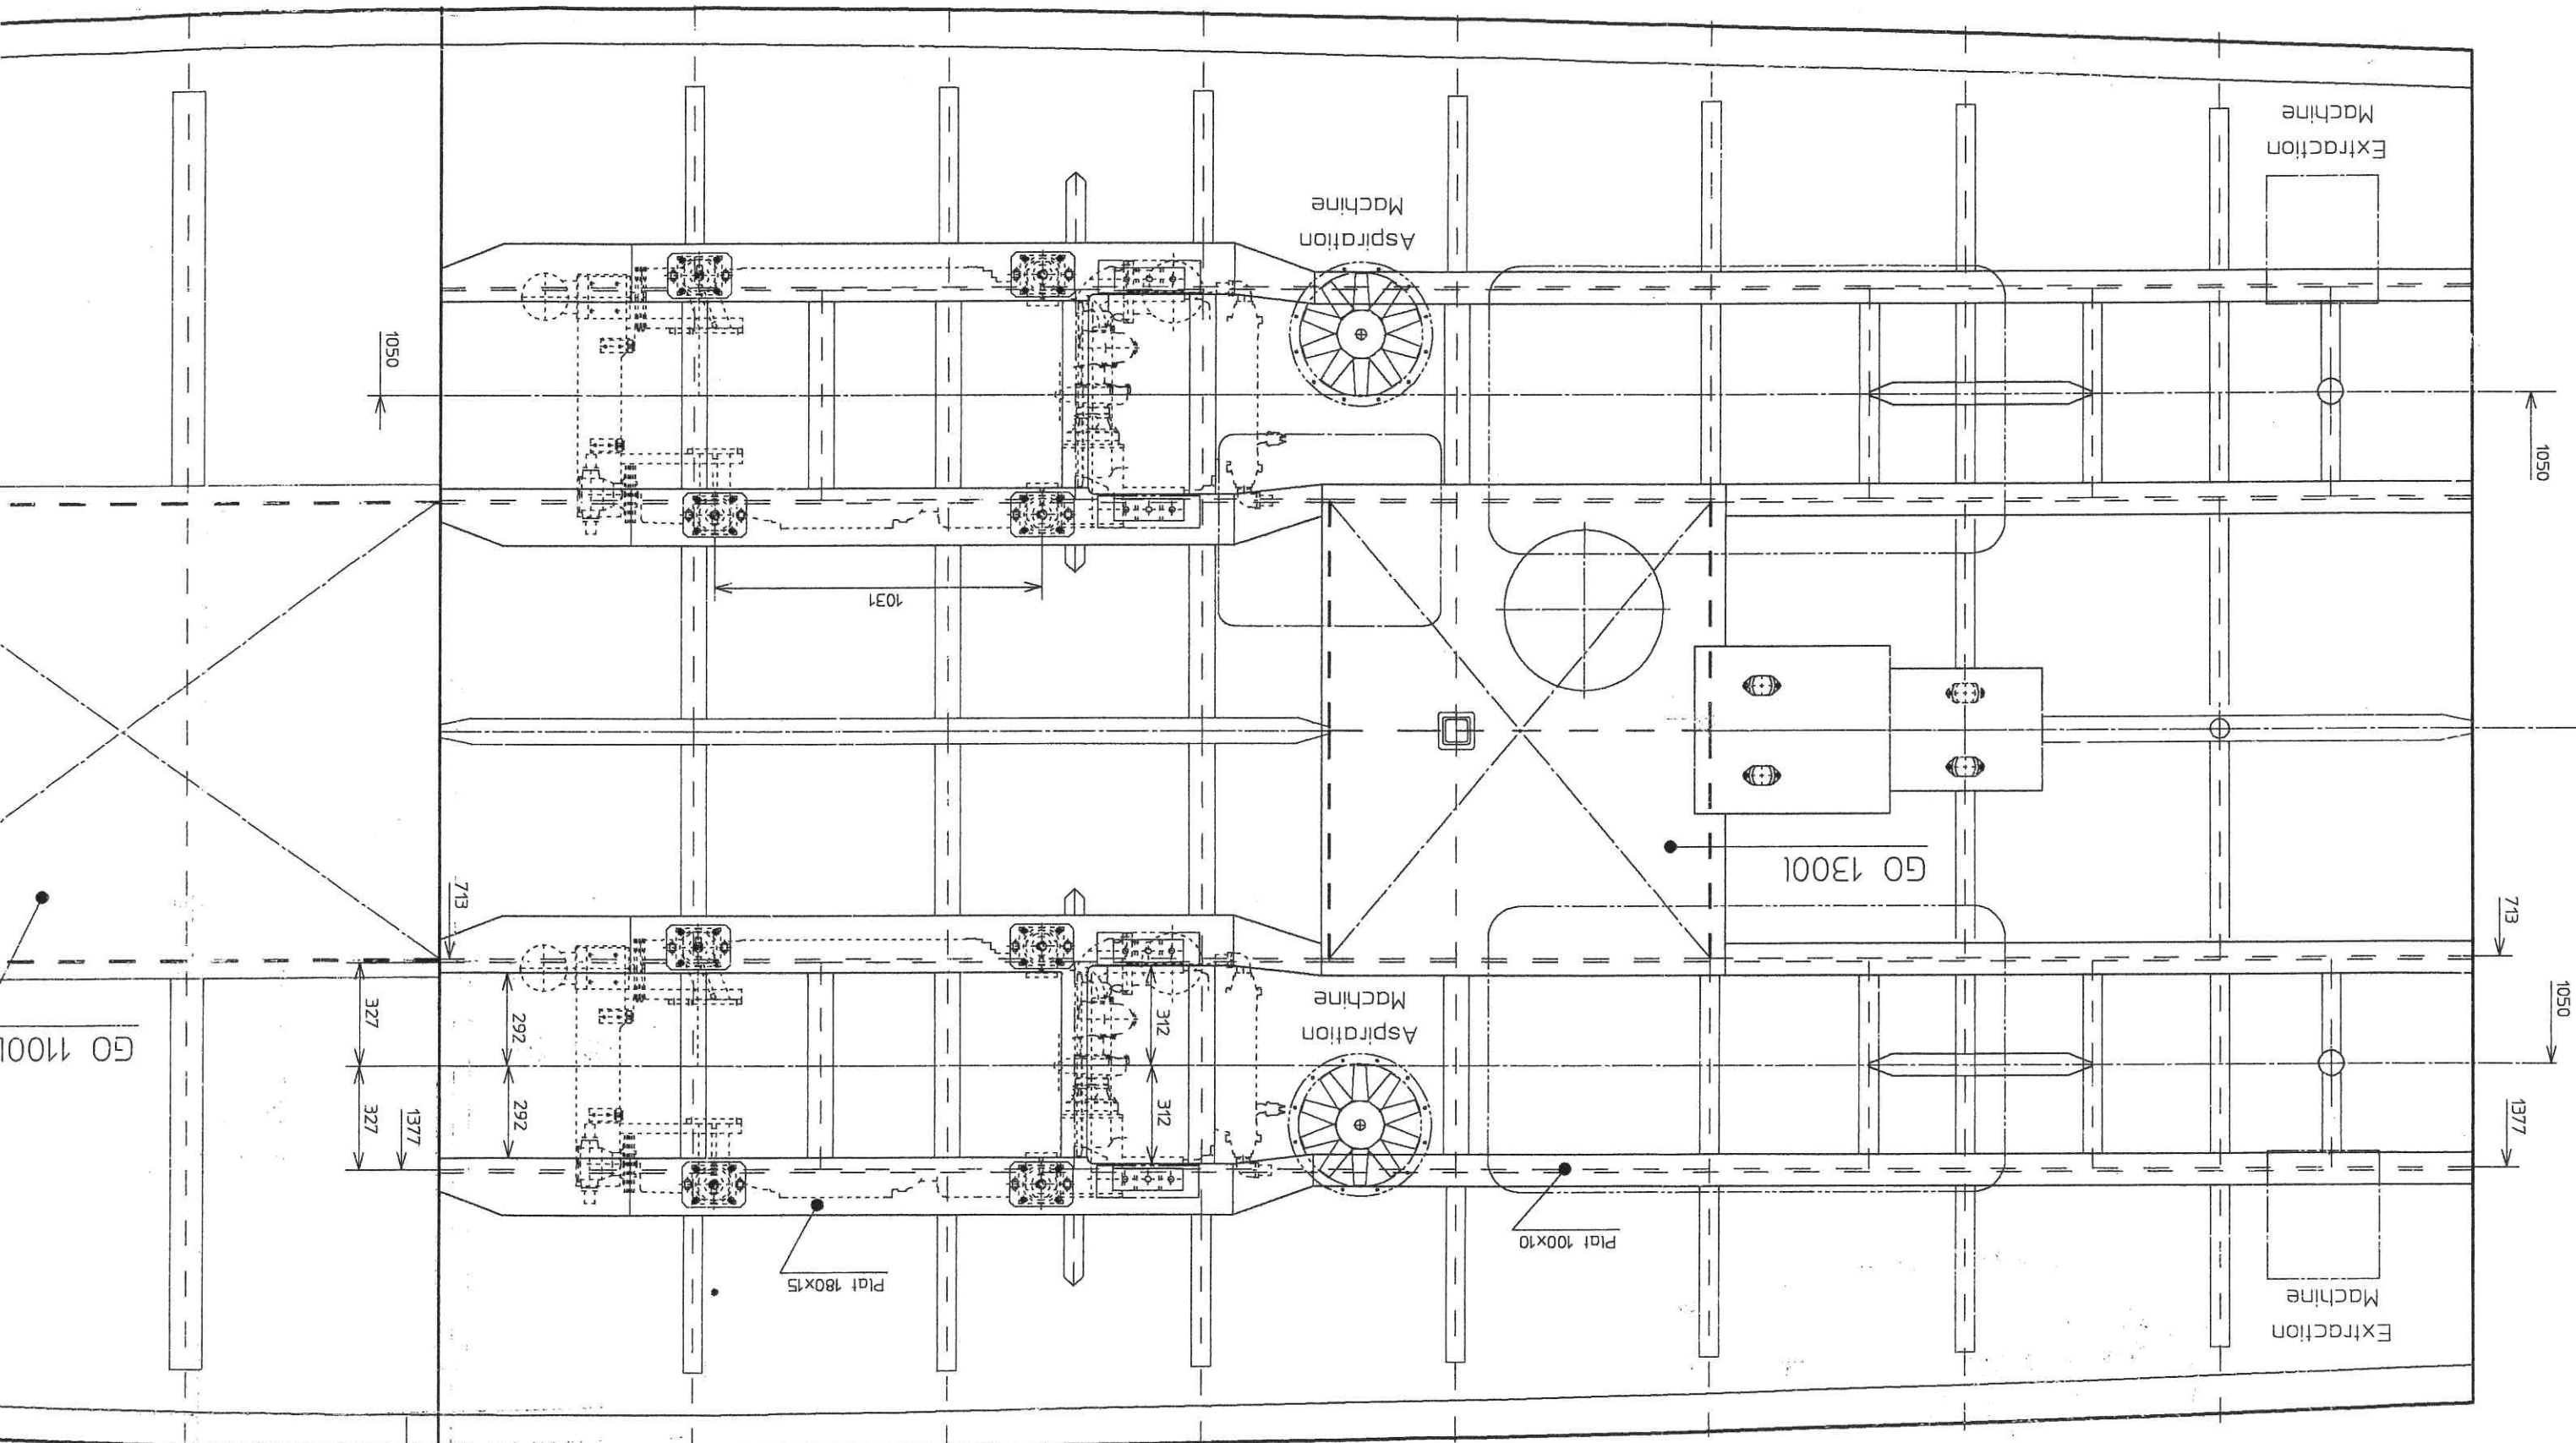 Machine
Extraction
Machine
Aspiration
1050
1050
1031
GO 1300l
713
713
Machine
Aspiration
327
292
312
1050
GO 1100l
327
1377
292
312
1377
Plat 100x10
Plat 180x15
Machine
Extraction